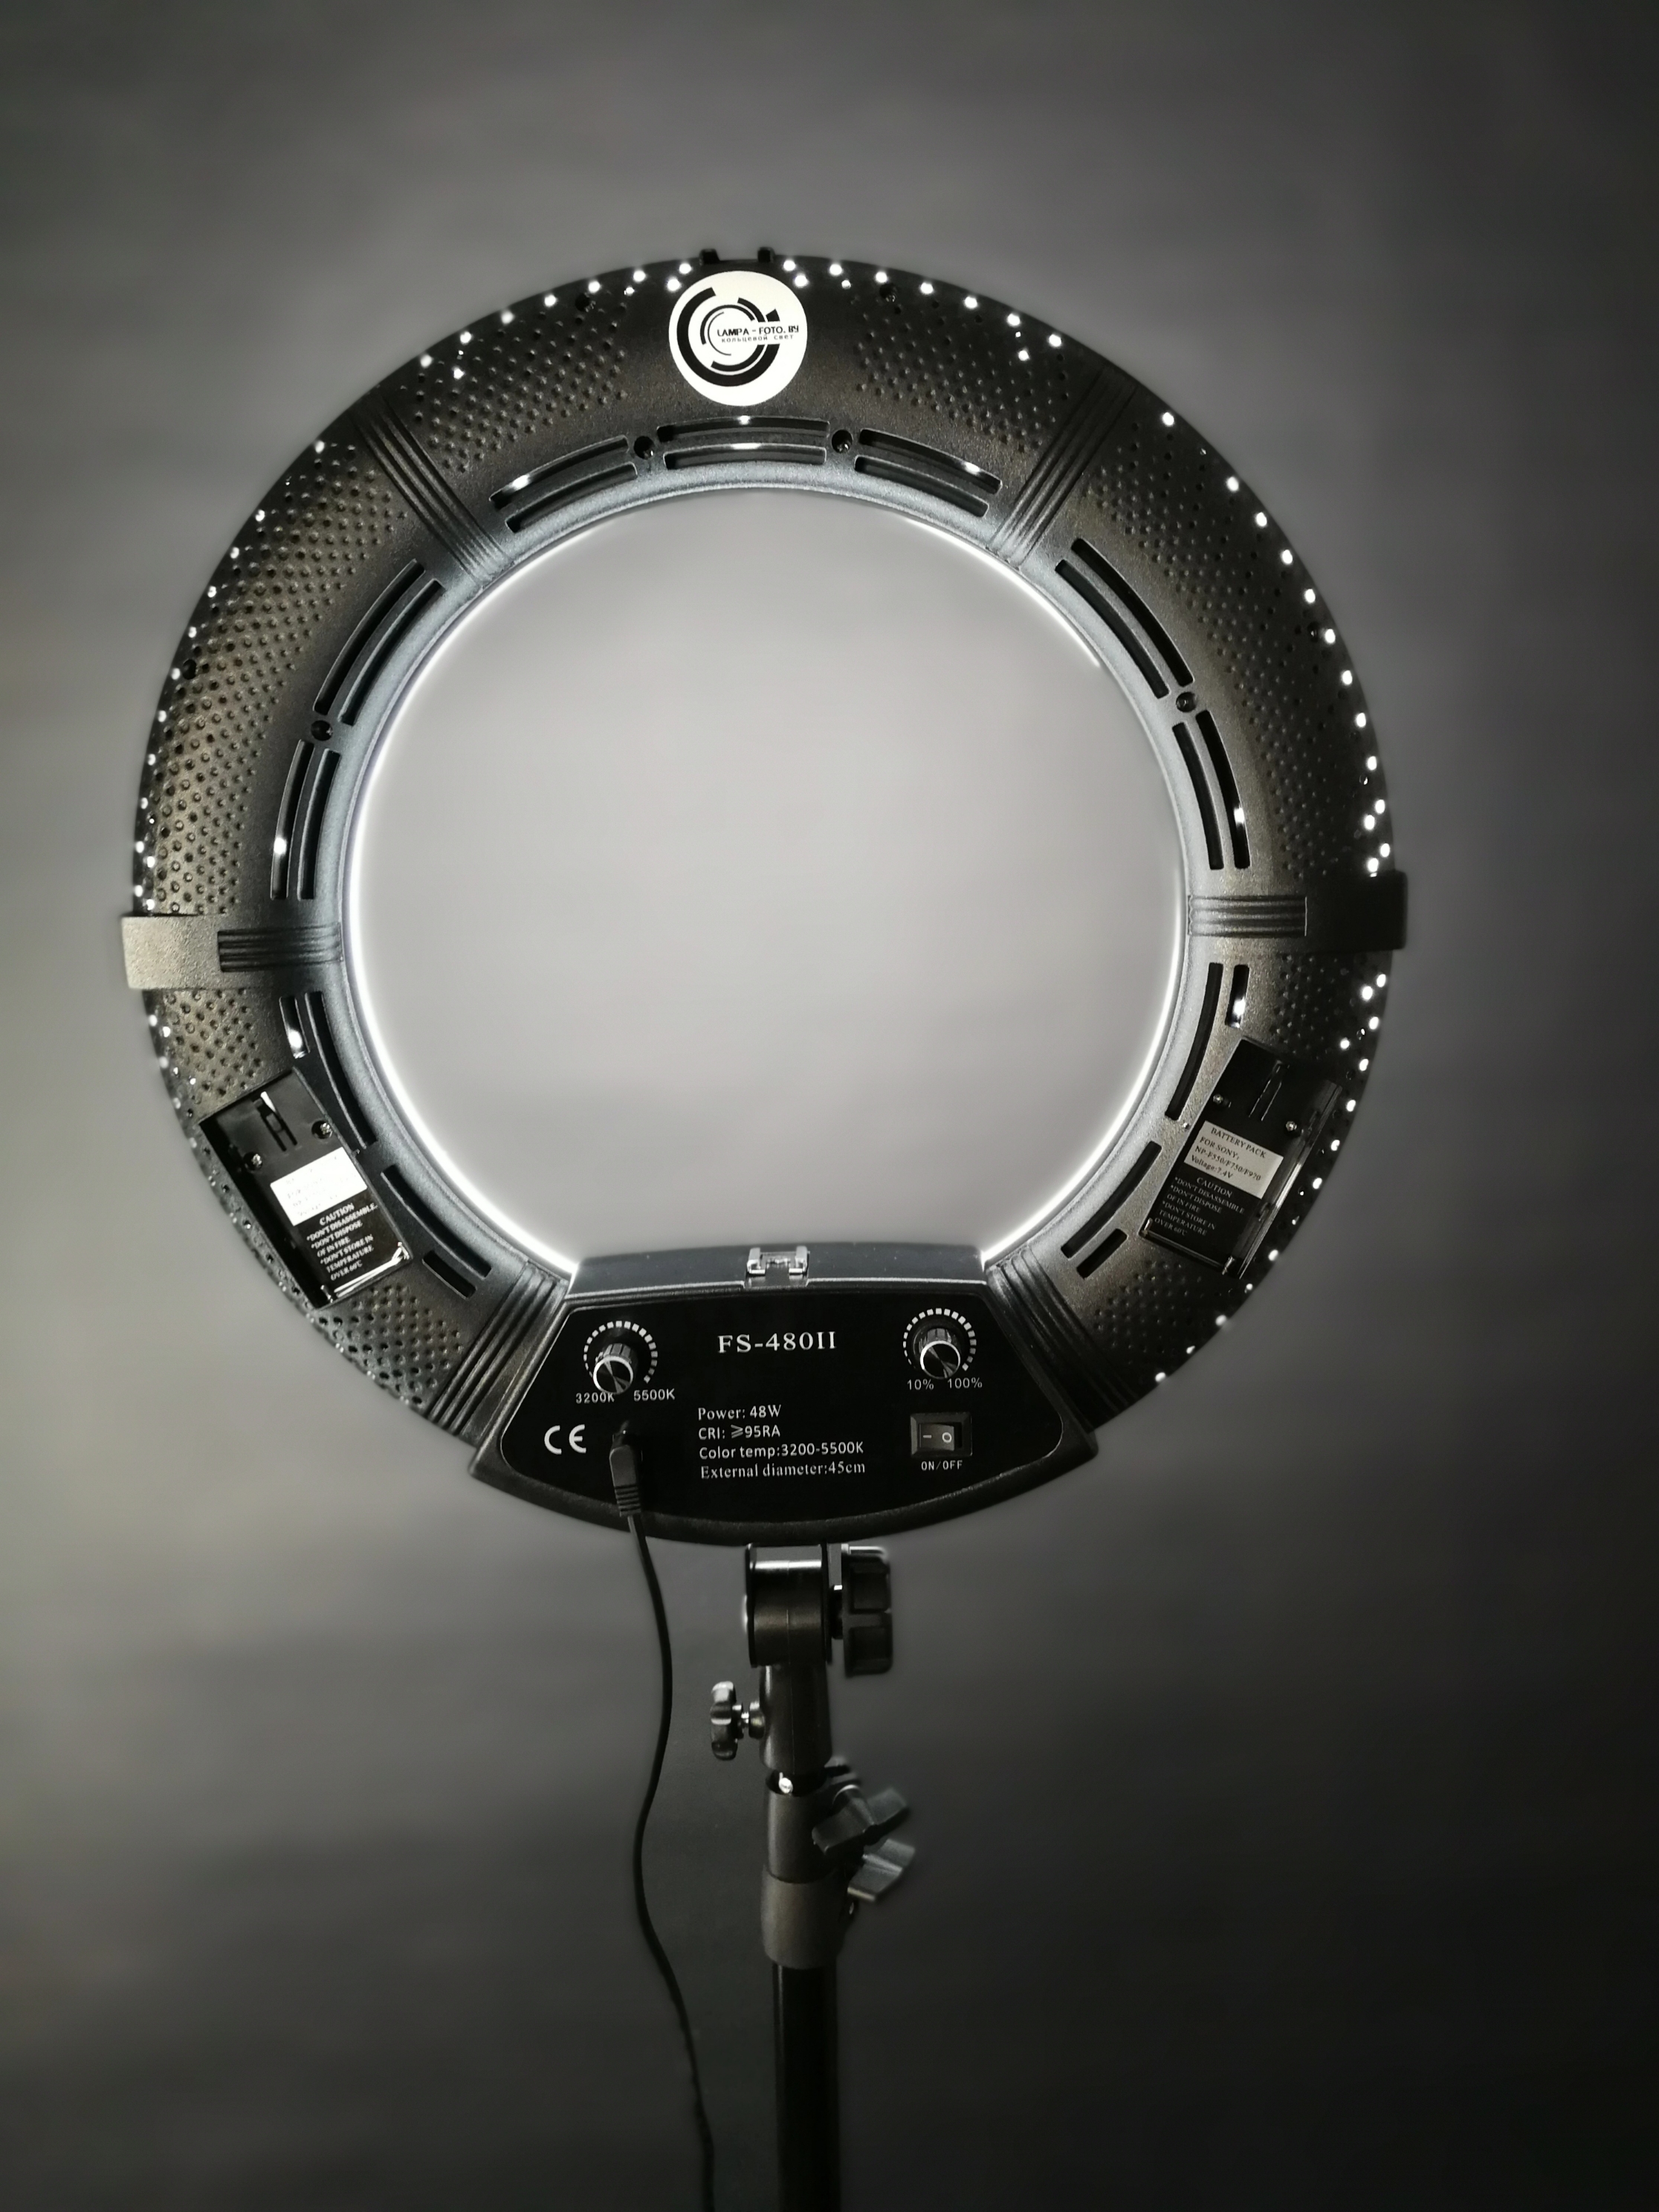 LAMPA-FOTO.BY
КОЛЬЦЕВОЙ СВЕТ
BATTERY PACK
FOR SONY:
NP-F550/F750/F970
Voltage:7.4V
CAUTION
*DON'T DISASSEMBLE
*DON'T DISPOSE
OF IN FIRE
*DON'T STORE IN
TEMPERATURE
OVER 60℃
CAUTION
*DON'T DISASSEMBLE.
*DON'T DISPOSE
OF IN FIRE
*DON'T STORE IN
TEMPERATURE
OVER 60℃
FS-480II
3200K 5500K
10% 100%
CE
Power: 48W
CRI: ≥95RA
Color temp:3200-5500K
External diameter:45cm
ON/OFF